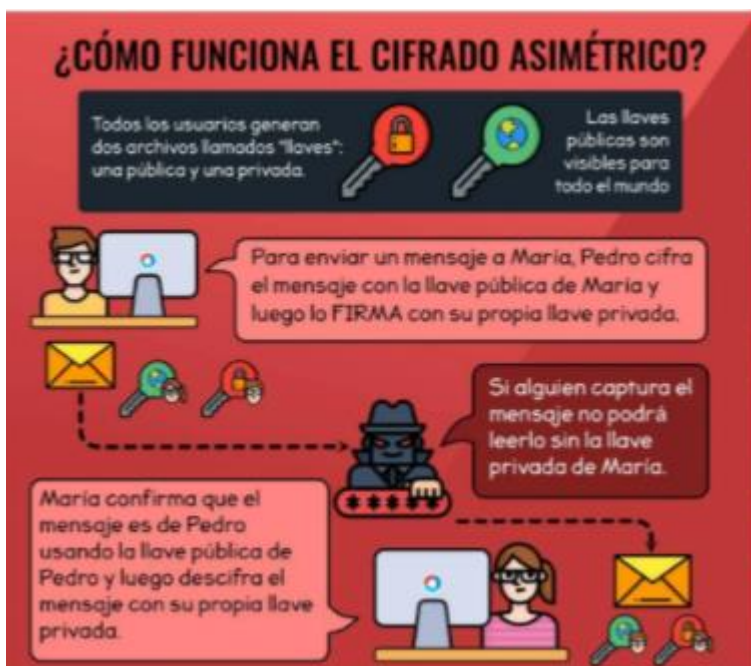 ¿CÓMO FUNCIONA EL CIFRADO ASIMÉTRICO?
Todos los usuarios generan
dos archivos llamados "llaves":
una pública y una privada.
Las llaves
públicas son
visibles para
todo el mundo
Para enviar un mensaje a María, Pedro cifra
el mensaje con la llave pública de María y
luego lo FIRMA con su propia llave privada.
Si alguien captura el
mensaje no podrá
leerlo sin la llave
privada de María.
María confirma que el
mensaje es de Pedro
usando la llave pública de
Pedro y luego descifra el
mensaje con su propia llave
privada.